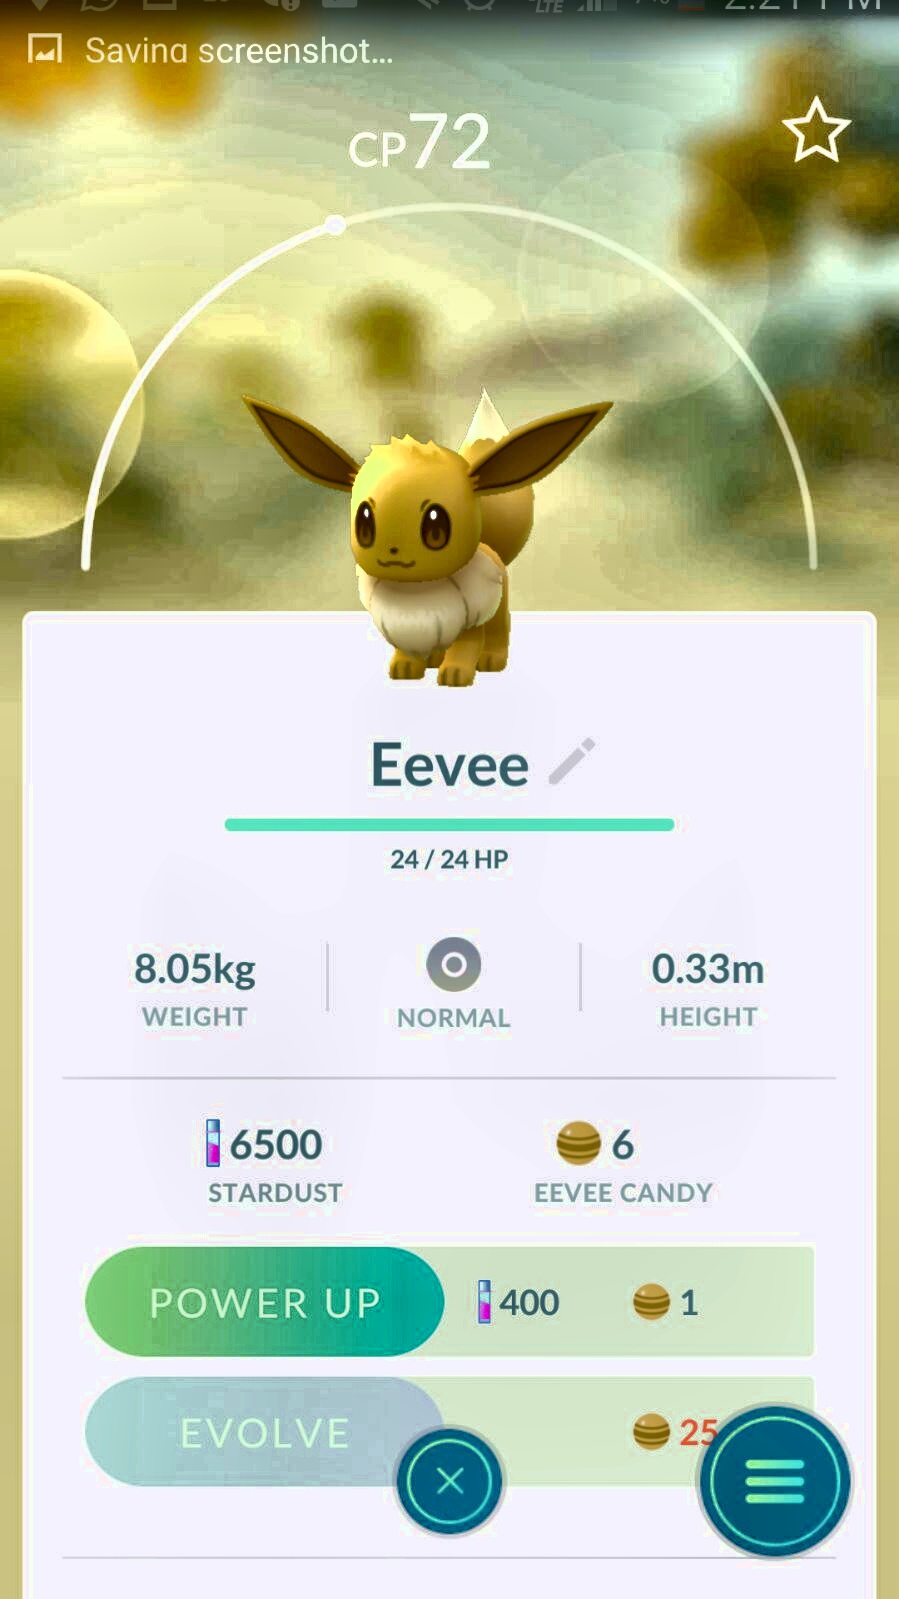 Saving screenshot...
CP72
Eevee
24 / 24 HP
8.05kg
WEIGHT
NORMAL
0.33m
HEIGHT
6500
STARDUST
6
EEVEE CANDY
POWER UP 400 1
EVOLVE 25